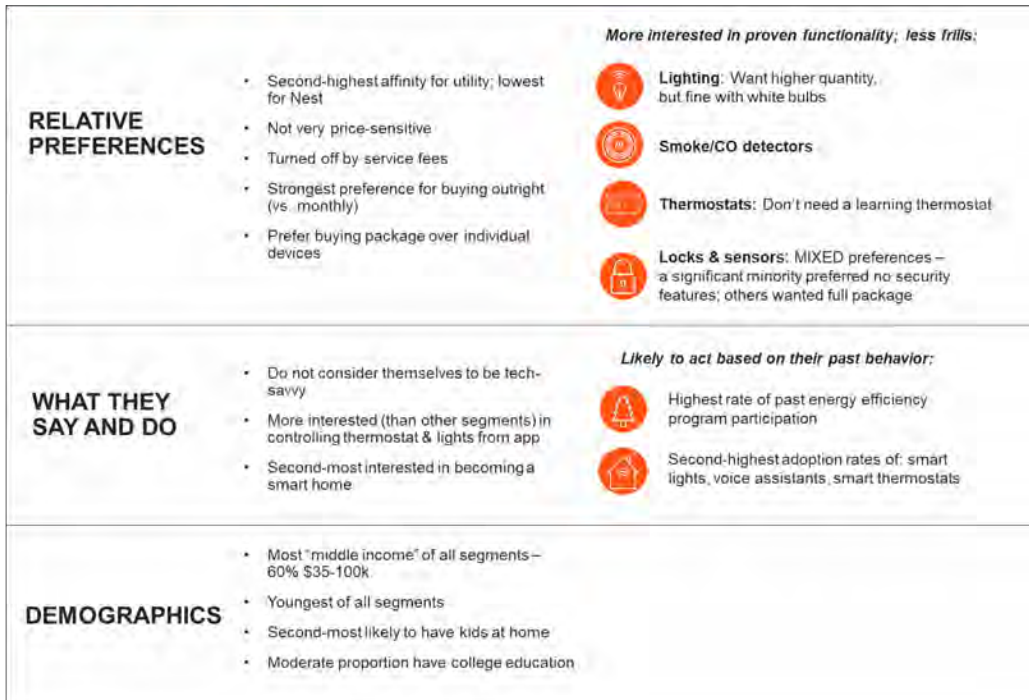 RELATIVE
PREFERENCES
• Second-highest affinity for utility; lowest
for Nest
• Not very price-sensitive
• Turned off by service fees
• Strongest preference for buying outright
(vs. monthly)
• Prefer buying package over individual
devices
More interested in proven functionality; less frills:
Lighting: Want higher quantity,
but fine with white bulbs
Smoke/CO detectors
Thermostats: Don't need a learning thermostat
Locks & sensors: MIXED preferences –
a significant minority preferred no security
features; others wanted full package
WHAT THEY
SAY AND DO
• Do not consider themselves to be tech-
savvy
• More interested (than other segments) in
controlling thermostat & lights from app
• Second-most interested in becoming a
smart home
Likely to act based on their past behavior:
Highest rate of past energy efficiency
program participation
Second-highest adoption rates of: smart
lights, voice assistants, smart thermostats
DEMOGRAPHICS
• Most "middle income" of all segments –
60% $35-100k
• Youngest of all segments
• Second-most likely to have kids at home
• Moderate proportion have college education